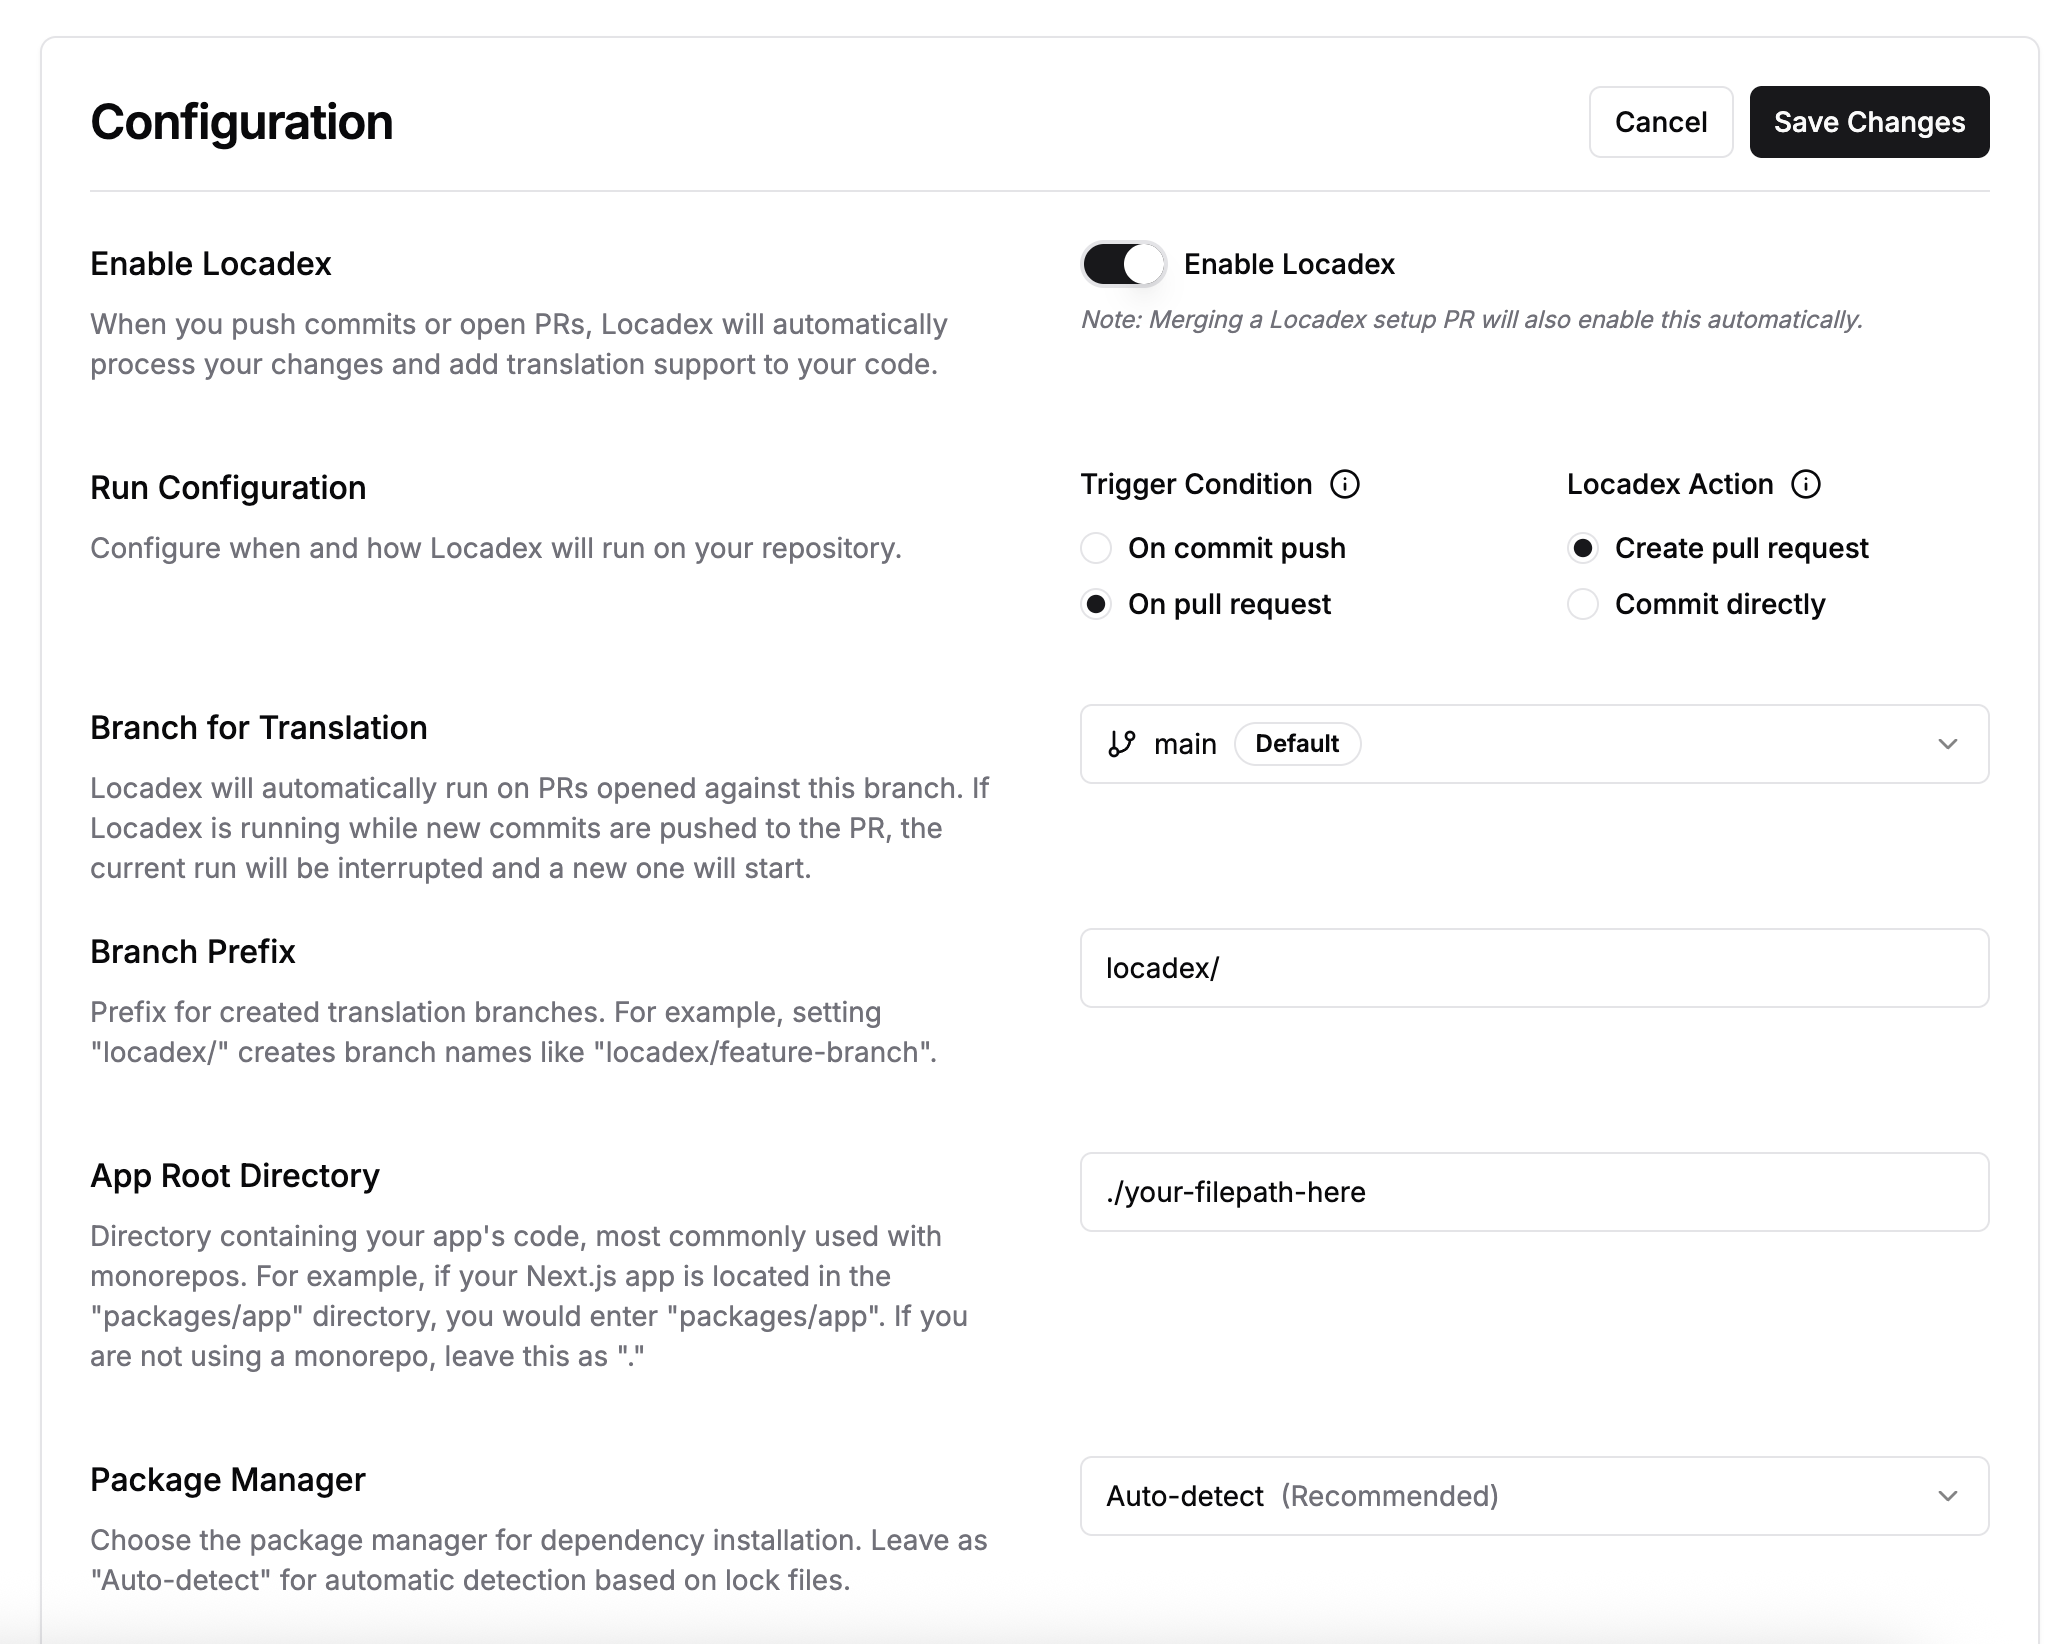 Configuration
Cancel
Save Changes
Enable Locadex
When you push commits or open PRs, Locadex will automatically
process your changes and add translation support to your code.
Enable Locadex
Note: Merging a Locadex setup PR will also enable this automatically.
Run Configuration
Configure when and how Locadex will run on your repository.
Trigger Condition
On commit push
On pull request
Locadex Action
Create pull request
Commit directly
Branch for Translation
Locadex will automatically run on PRs opened against this branch. If
Locadex is running while new commits are pushed to the PR, the
current run will be interrupted and a new one will start.
main Default
Branch Prefix
Prefix for created translation branches. For example, setting
"locadex/" creates branch names like "locadex/feature-branch".
locadex/
App Root Directory
Directory containing your app's code, most commonly used with
monorepos. For example, if your Next.js app is located in the
"packages/app" directory, you would enter "packages/app". If you
are not using a monorepo, leave this as "."
./your-filepath-here
Package Manager
Choose the package manager for dependency installation. Leave as
"Auto-detect" for automatic detection based on lock files.
Auto-detect (Recommended)